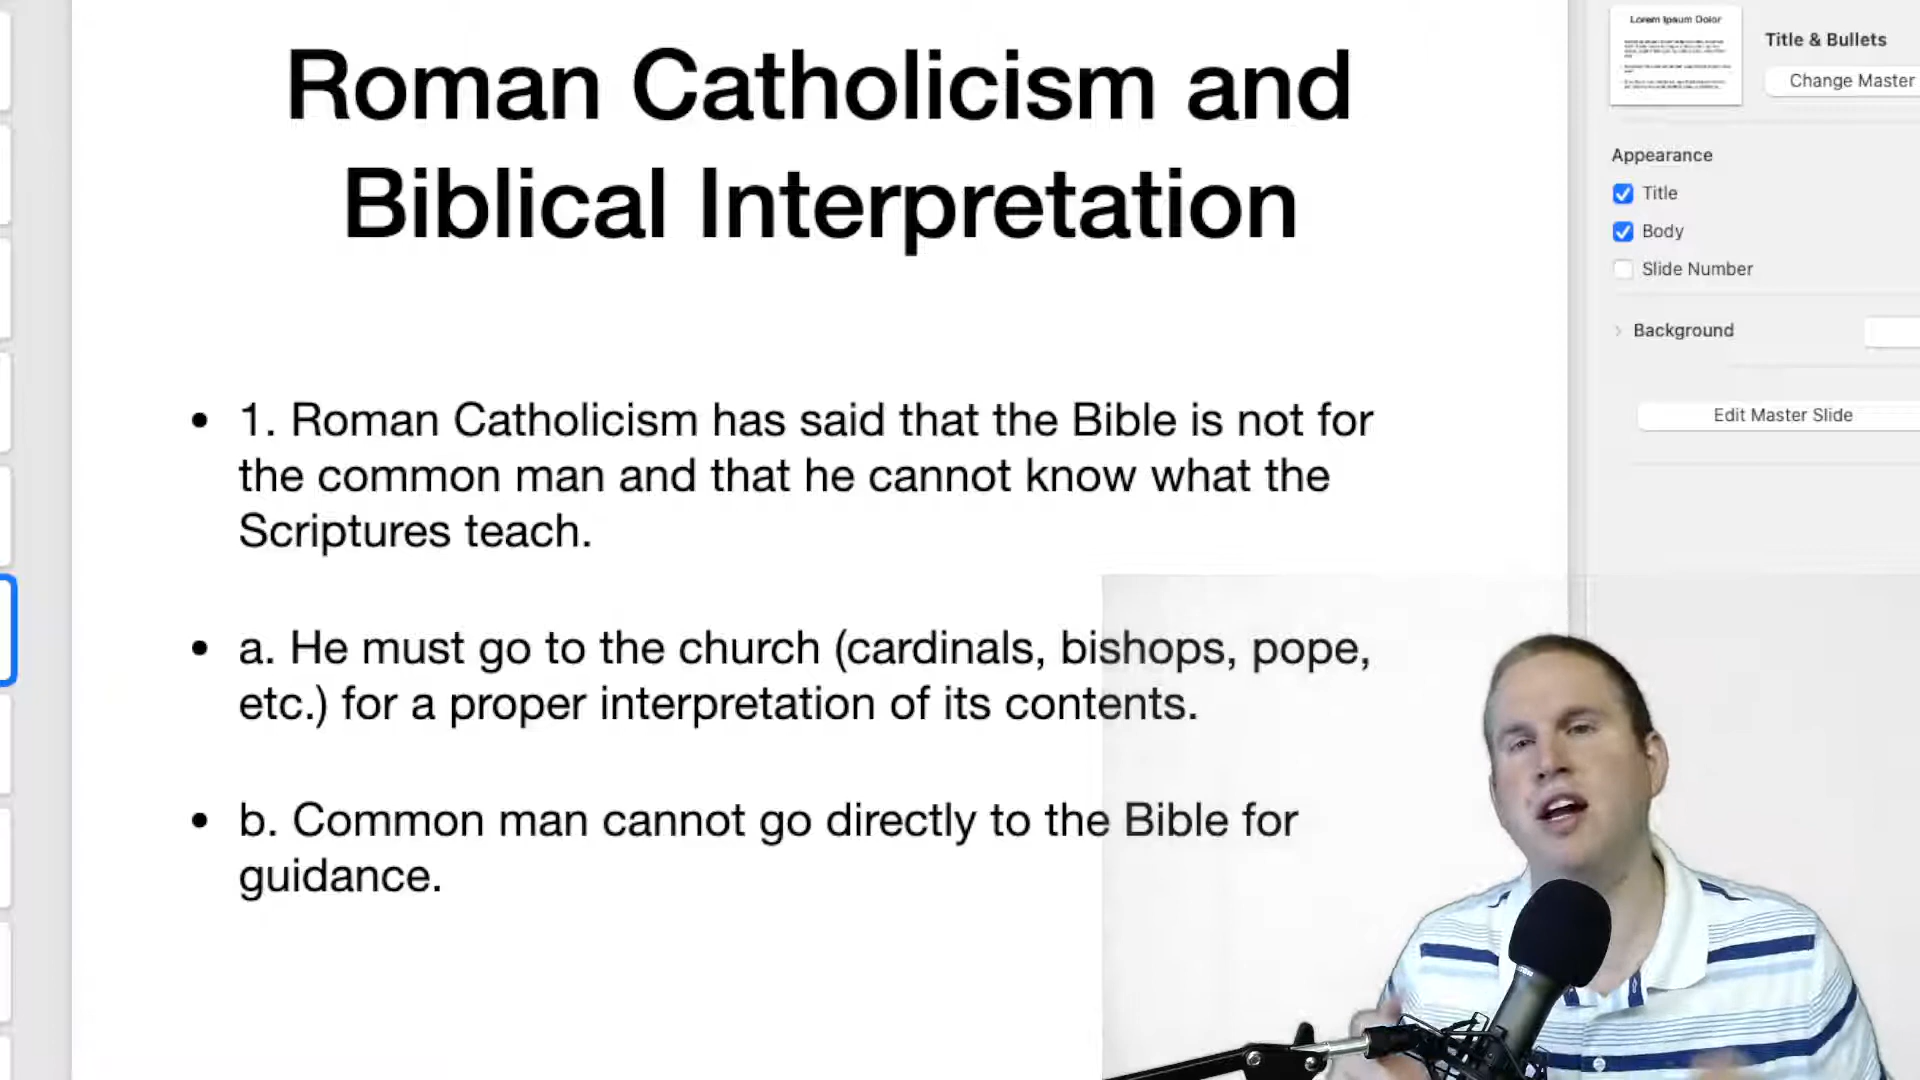 Roman Catholicism and
Biblical Interpretation
• 1. Roman Catholicism has said that the Bible is not for
the common man and that he cannot know what the
Scriptures teach.
• a. He must go to the church (cardinals, bishops, pope,
etc.) for a proper interpretation of its contents.
• b. Common man cannot go directly to the Bible for
guidance.
Lorem Ipsum Dolor
Title & Bullets
Change Master
Appearance
Title
Body
Slide Number
Background
Edit Master Slide